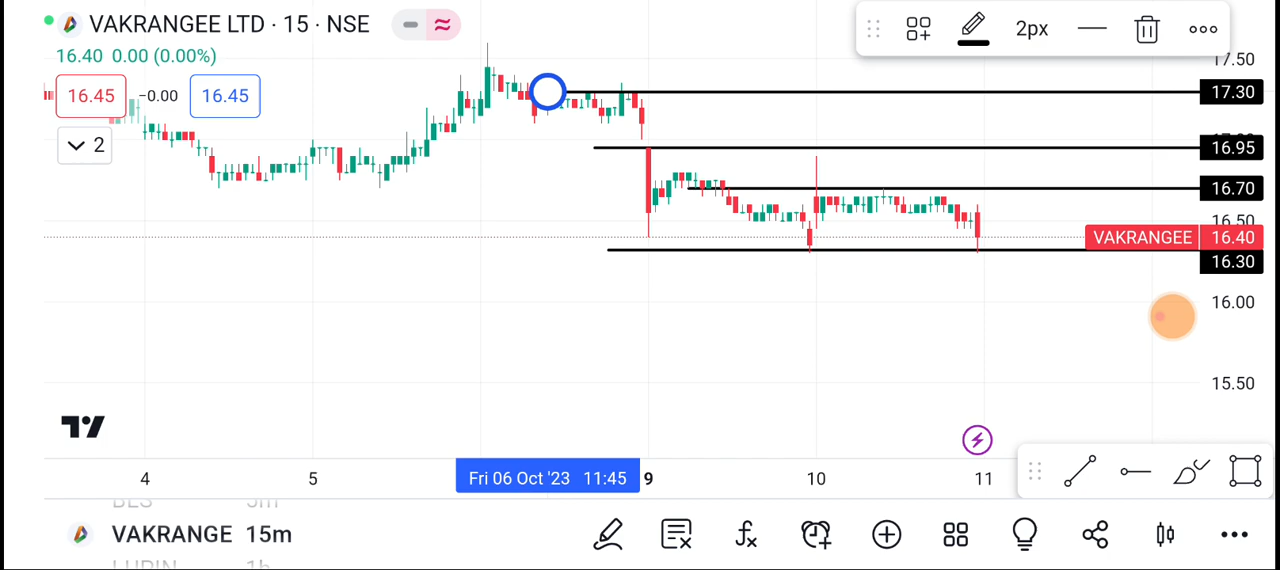 VAKRANGEE LTD · 15 · NSE
2px
16.40 0.00 (0.00%)
17.50
16.45 −0.00 16.45
17.30
2
16.95
16.70
16.50
VAKRANGEE 16.40
16.30
16.00
15.50
4 5 Fri 06 Oct '23 11:45 9 10 11
VAKRANGE 15m
LUPIN 1h